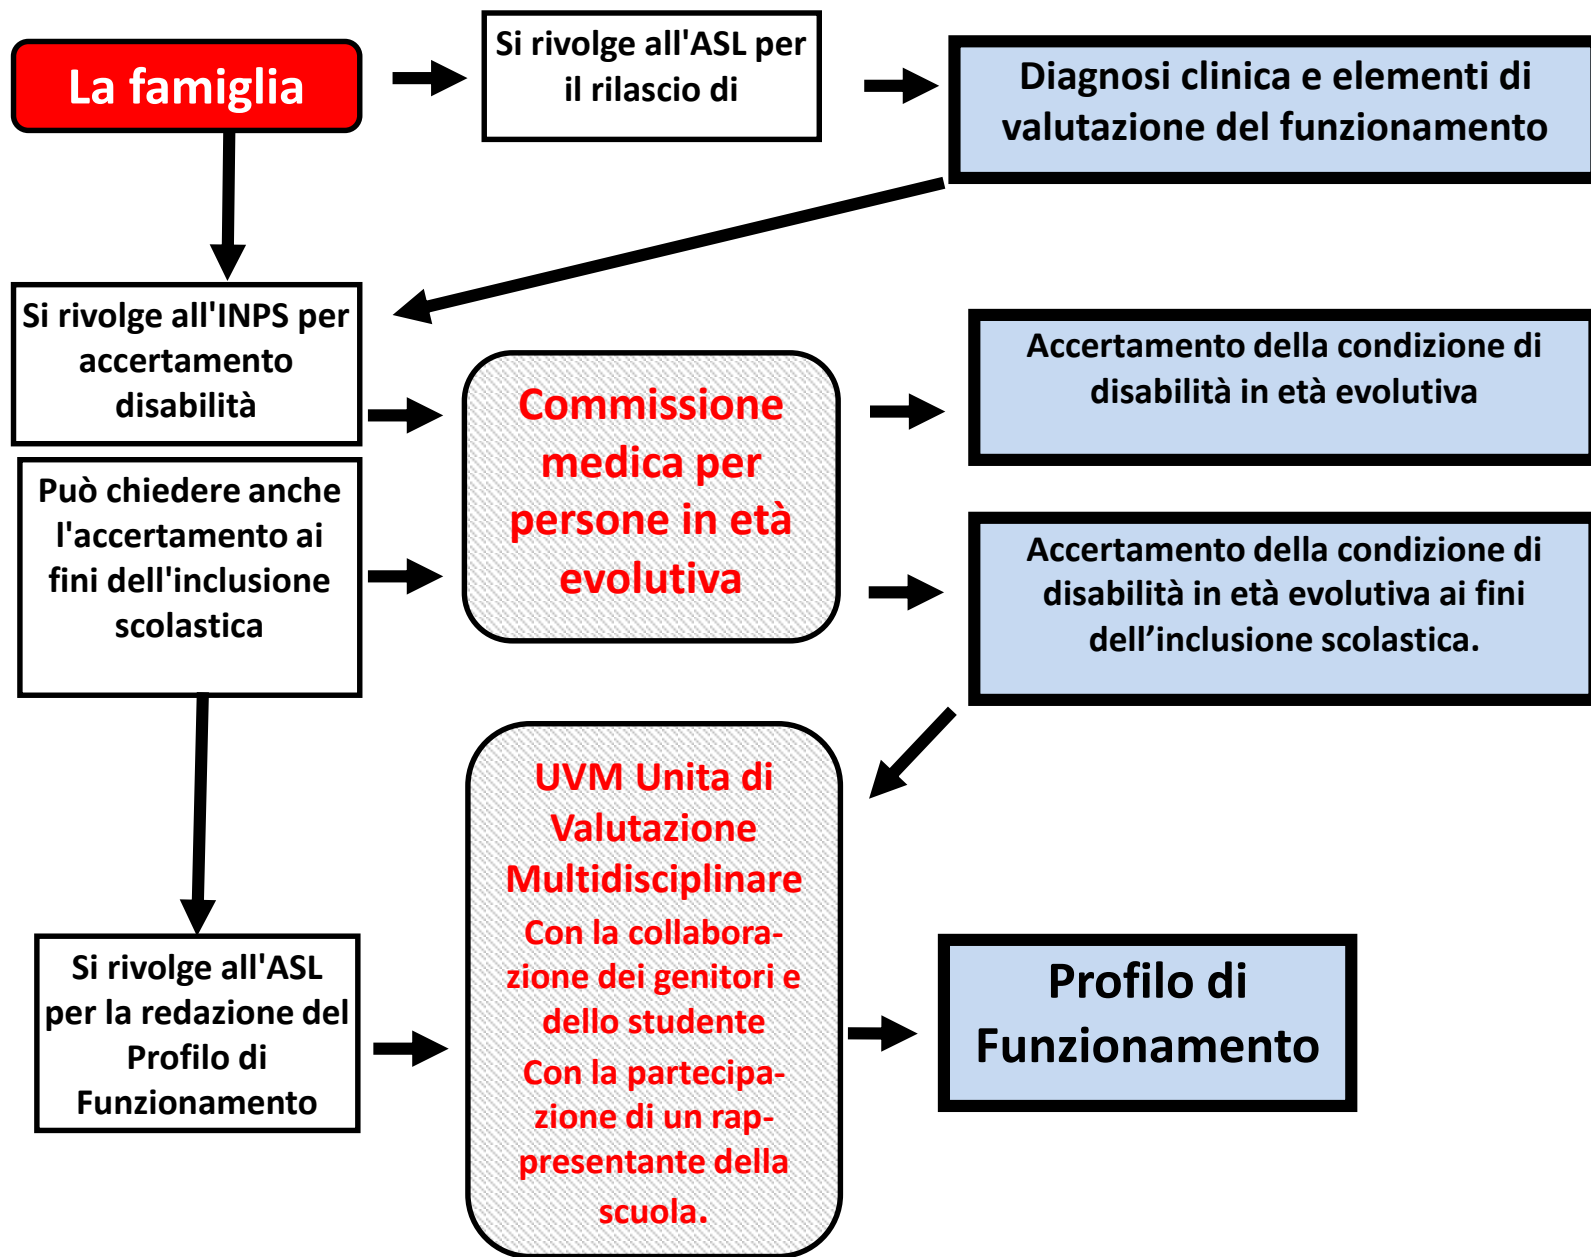 La famiglia
Si rivolge all'ASL per
il rilascio di
Diagnosi clinica e elementi di
valutazione del funzionamento
Si rivolge all'INPS per
accertamento
disabilità
Può chiedere anche
l'accertamento ai
fini dell'inclusione
scolastica
Commissione
medica per
persone in età
evolutiva
Accertamento della condizione di
disabilità in età evolutiva
Accertamento della condizione di
disabilità in età evolutiva ai fini
dell’inclusione scolastica.
Si rivolge all'ASL
per la redazione del
Profilo di
Funzionamento
UVM Unita di
Valutazione
Multidisciplinare
Con la collabora-
zione dei genitori e
dello studente
Con la partecipa-
zione di un rap-
presentante della
scuola.
Profilo di
Funzionamento